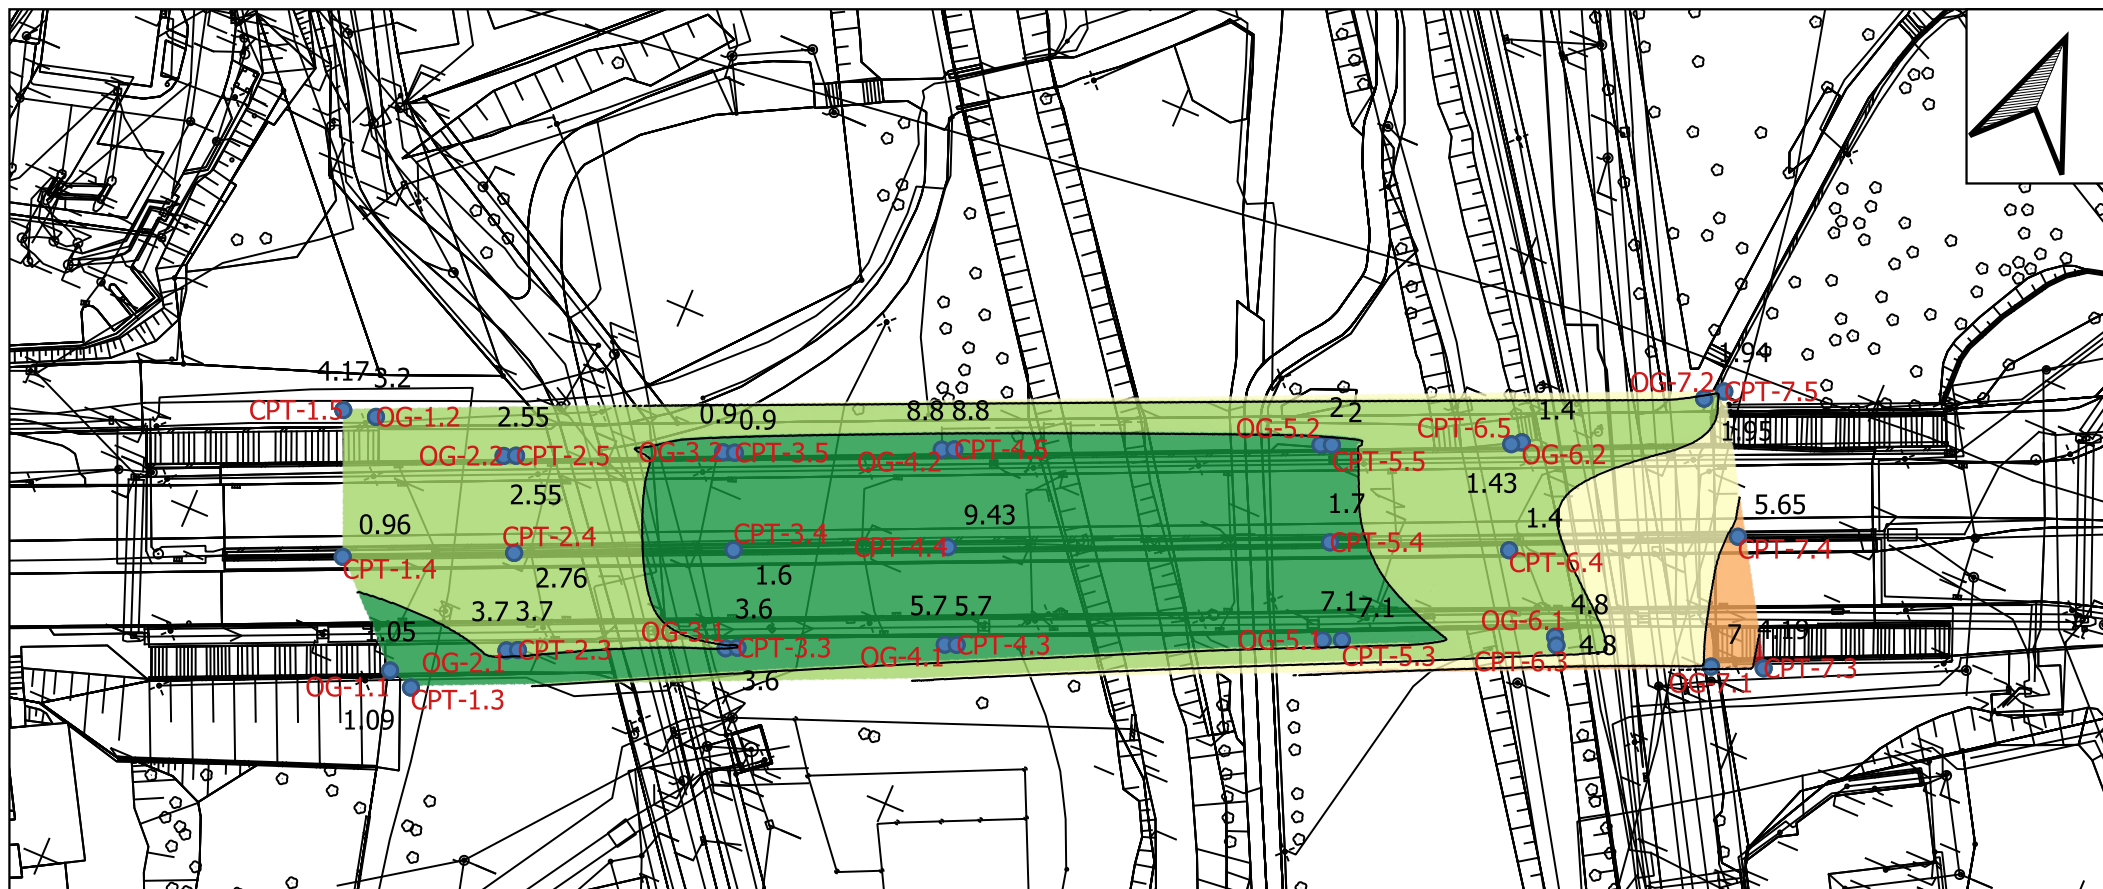 1.94
4.17 3.2
OG-7.2 CPT-7.5
CPT-1.5 OG-1.2 2.55 0.9 0.9 8.8 8.8 2 2 1.4
OG-5.2 CPT-6.5 1.95
OG-2.2 CPT-2.5 OG-3.2 CPT-3.5 OG-4.2 CPT-4.5 CPT-5.5 OG-6.2
2.55 1.43
0.96 9.43 1.7 1.4 5.65
CPT-2.4 CPT-3.4 CPT-4.4 CPT-5.4 CPT-7.4
CPT-1.4 CPT-6.4
2.76 1.6
3.7 3.7 3.6 5.7 5.7 7.1 7.1 4.8
1.05 OG-3.1 OG-6.1 7 4.19
OG-2.1 CPT-2.3 CPT-3.3 OG-4.1 CPT-4.3 OG-5.1 CPT-5.3 4.8
CPT-6.3 CPT-7.3
OG-1.1 3.6 OG-7.1
CPT-1.3
1.09